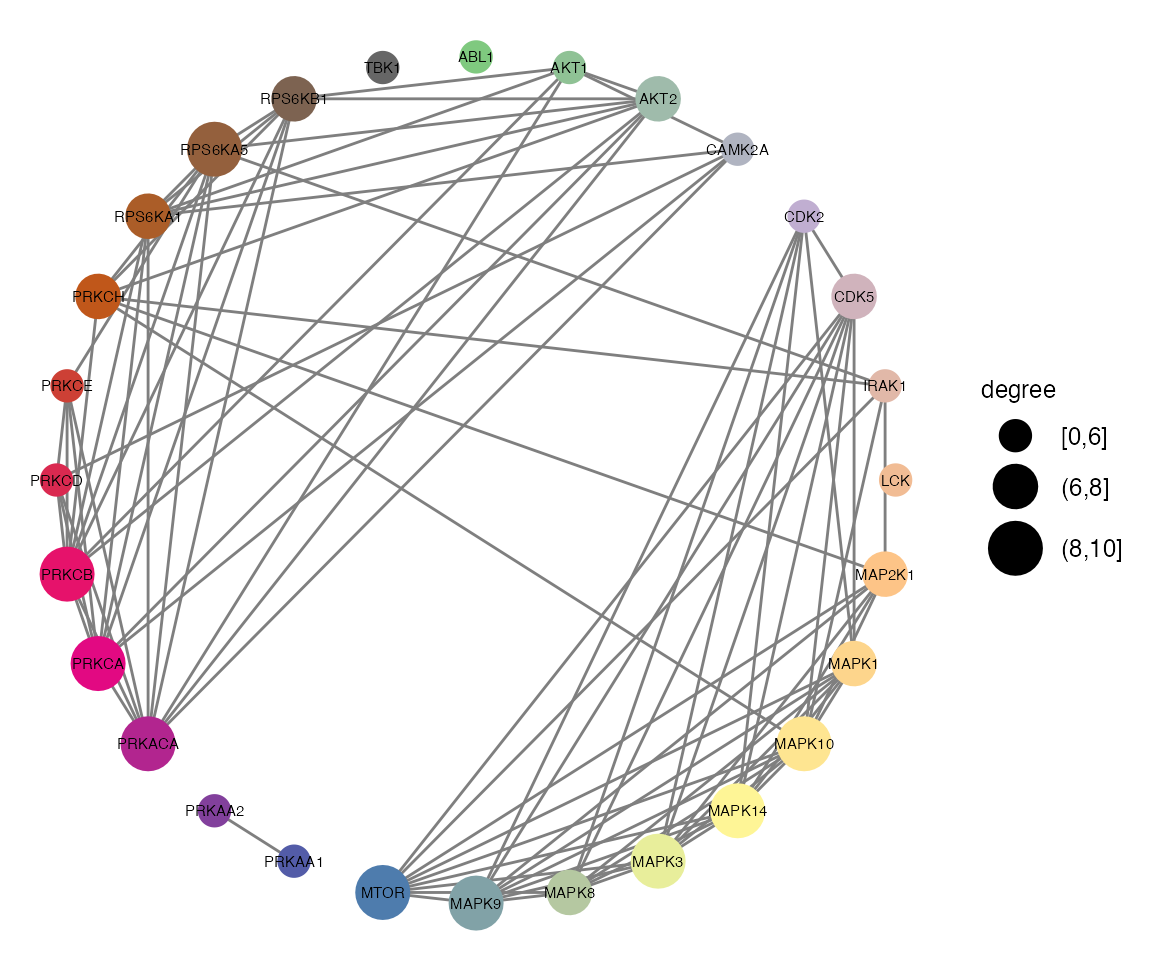 ABL1
TBK1
AKT1
RPS6KB1
AKT2
RPS6KA5
CAMK2A
RPS6KA1
CDK2
PRKCH
CDK5
PRKCE
IRAK1
degree
[0,6]
PRKCD
LCK
(6,8]
(8,10]
PRKCB
MAP2K1
PRKCA
MAPK1
PRKACA
MAPK10
PRKAA2
MAPK14
PRKAA1
MAPK3
MTOR
MAPK8
MAPK9